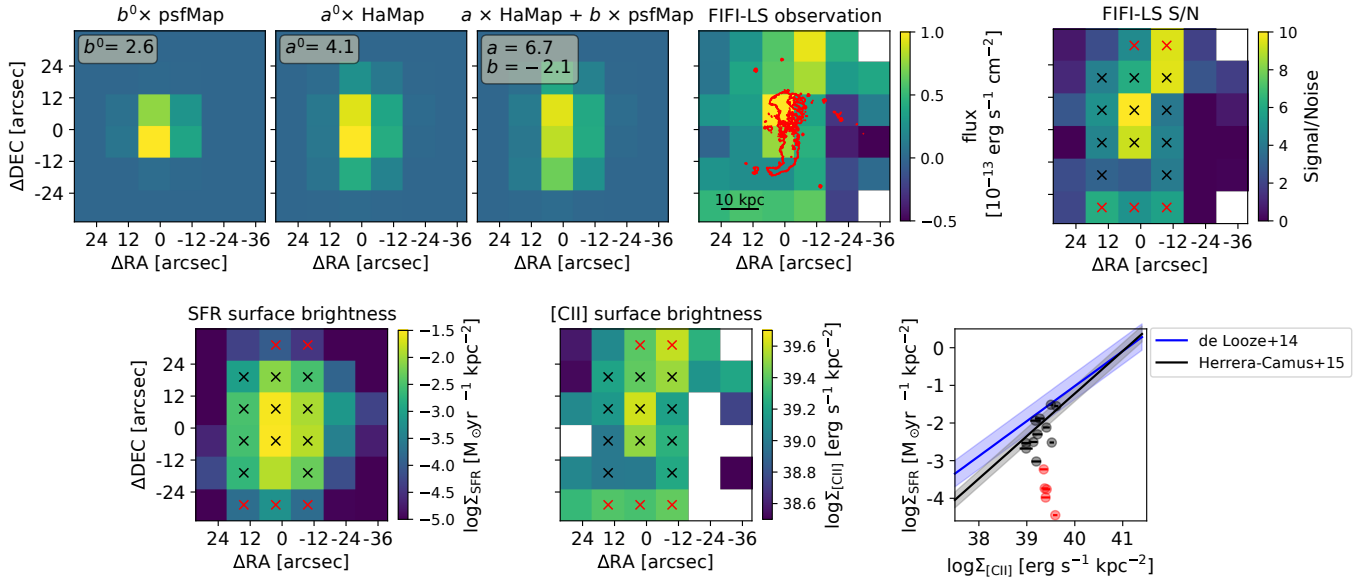 b⁰× psfMap
a⁰× HaMap
a × HaMap + b × psfMap
FIFI-LS observation
FIFI-LS S/N
b⁰= 2.6
a⁰= 4.1
a = 6.7
b = −2.1
10 kpc
24
12
0
-12
-24
ΔDEC [arcsec]
24 12 0 -12 -24 -36
ΔRA [arcsec]
24 12 0 -12 -24 -36
ΔRA [arcsec]
24 12 0 -12 -24 -36
ΔRA [arcsec]
24 12 0 -12 -24 -36
ΔRA [arcsec]
1.0
0.5
0.0
−0.5
flux
[10⁻¹³ erg s⁻¹ cm⁻²]
24 12 0 -12 -24 -36
ΔRA [arcsec]
10
8
6
4
2
0
Signal/Noise
SFR surface brightness
24
12
0
-12
-24
ΔDEC [arcsec]
24 12 0 -12 -24 -36
ΔRA [arcsec]
−1.5
−2.0
−2.5
−3.0
−3.5
−4.0
−4.5
−5.0
logΣSFR [M⊙yr ⁻¹ kpc⁻²]
[CII] surface brightness
24 12 0 -12 -24 -36
ΔRA [arcsec]
39.6
39.4
39.2
39.0
38.8
38.6
logΣ[CII] [erg s⁻¹ kpc⁻²]
0
−1
−2
−3
−4
logΣSFR [M⊙yr ⁻¹ kpc⁻²]
38 39 40 41
logΣ[CII] [erg s⁻¹ kpc⁻²]
de Looze+14
Herrera-Camus+15